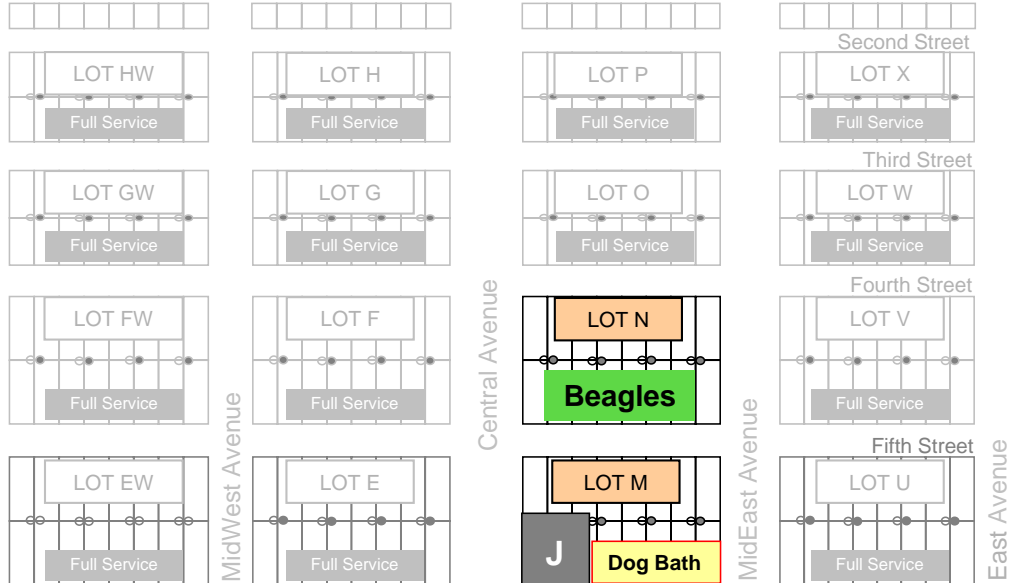 Second Street
LOT HW
LOT H
LOT P
LOT X
Full Service
Full Service
Full Service
Full Service
Third Street
LOT GW
LOT G
LOT O
LOT W
Full Service
Full Service
Full Service
Full Service
Fourth Street
LOT FW
LOT F
LOT N
LOT V
Full Service
Full Service
Beagles
Full Service
MidWest Avenue
Central Avenue
MidEast Avenue
East Avenue
Fifth Street
LOT EW
LOT E
LOT M
LOT U
Full Service
Full Service
J
Dog Bath
Full Service